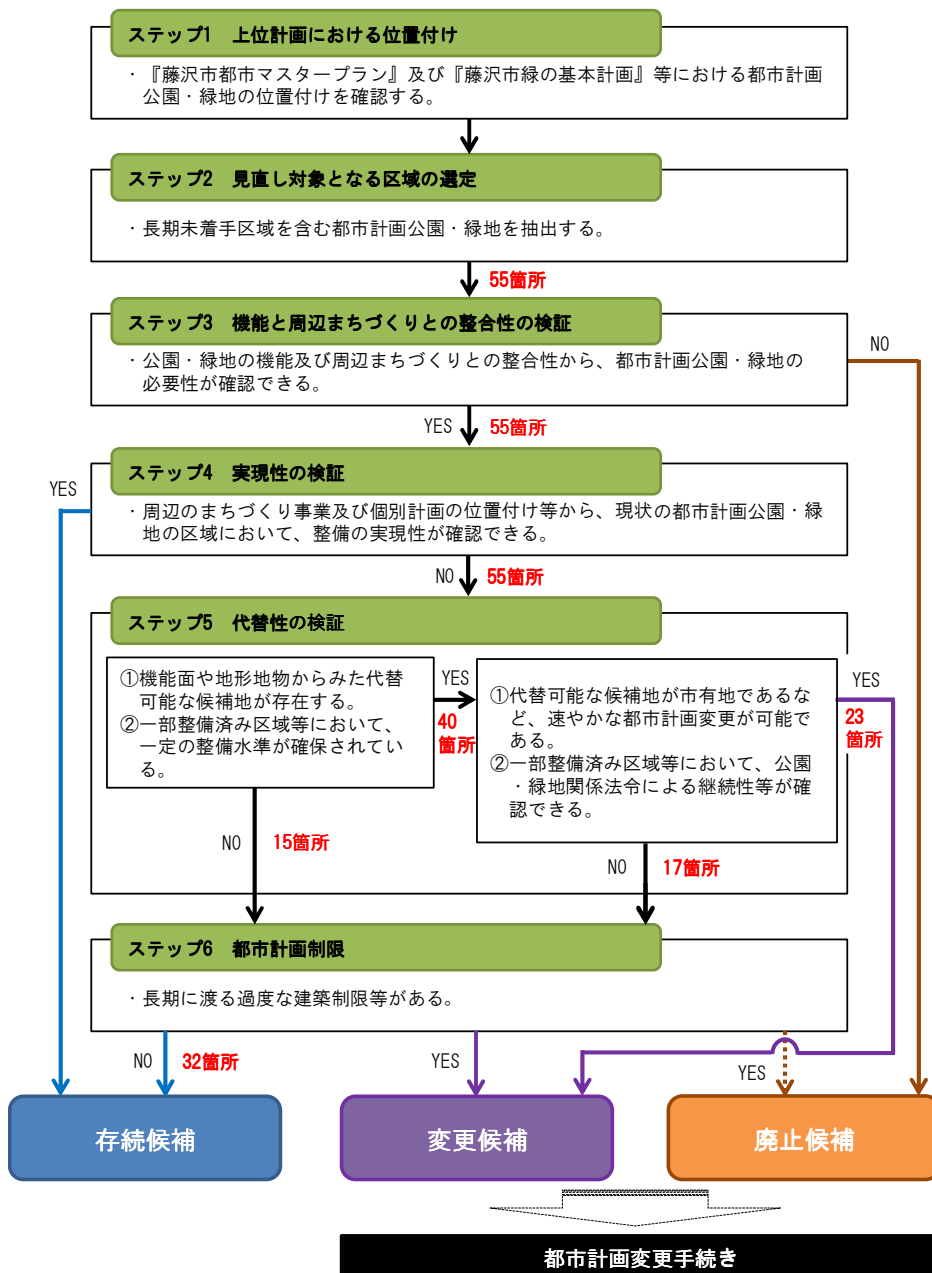 ステップ1 上位計画における位置付け
・『藤沢市都市マスタープラン』及び『藤沢市緑の基本計画』等における都市計画
公園・緑地の位置付けを確認する。
ステップ2 見直し対象となる区域の選定
・長期未着手区域を含む都市計画公園・緑地を抽出する。
55箇所
ステップ3 機能と周辺まちづくりとの整合性の検証
・公園・緑地の機能及び周辺まちづくりとの整合性から、都市計画公園・緑地の
必要性が確認できる。
NO
YES
55箇所
ステップ4 実現性の検証
YES
・周辺のまちづくり事業及び個別計画の位置付け等から、現状の都市計画公園・緑
地の区域において、整備の実現性が確認できる。
NO
55箇所
ステップ5 代替性の検証
①機能面や地形地物からみた代替
可能な候補地が存在する。
②一部整備済み区域等において、
一定の整備水準が確保されてい
る。
YES
40
箇所
①代替可能な候補地が市有地であるな
ど、速やかな都市計画変更が可能で
ある。
②一部整備済み区域等において、公園
・緑地関係法令による継続性等が確
認できる。
YES
23
箇所
NO
15箇所
NO
17箇所
ステップ6 都市計画制限
・長期に渡る過度な建築制限等がある。
NO
32箇所
YES
YES
存続候補
変更候補
廃止候補
都市計画変更手続き